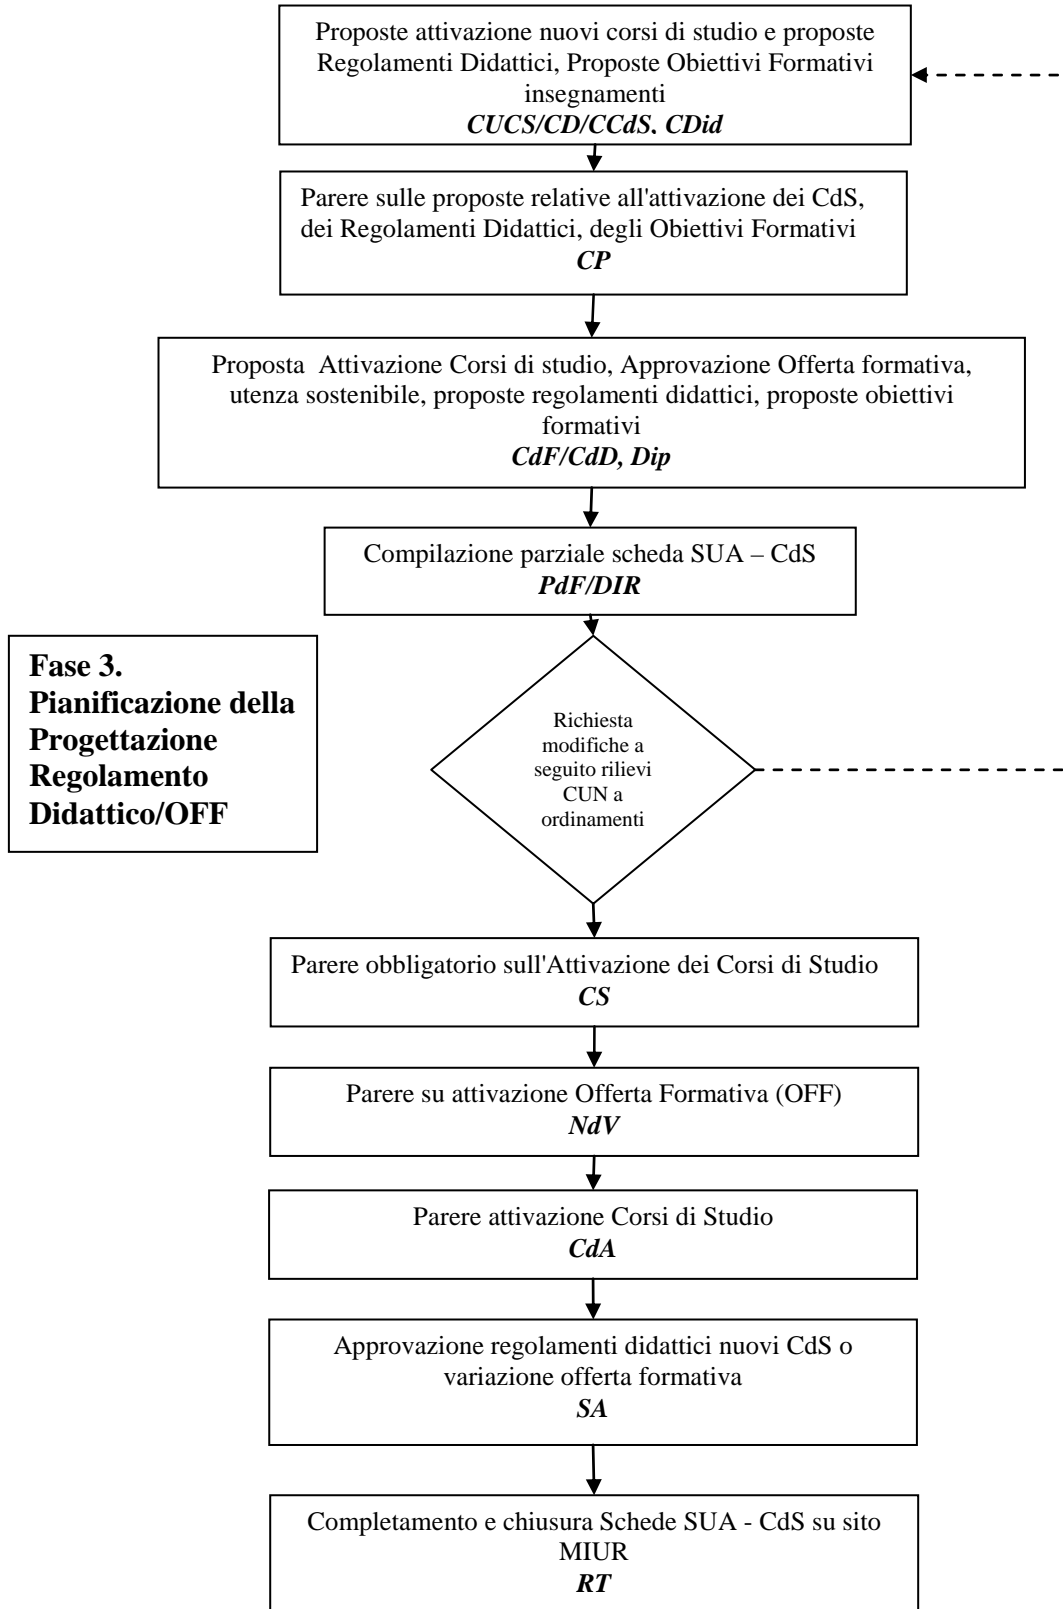 Proposte attivazione nuovi corsi di studio e proposte
Regolamenti Didattici, Proposte Obiettivi Formativi
insegnamenti
CUCS/CD/CCdS. CDid
Parere sulle proposte relative all'attivazione dei CdS,
dei Regolamenti Didattici, degli Obiettivi Formativi
CP
Proposta Attivazione Corsi di studio, Approvazione Offerta formativa,
utenza sostenibile, proposte regolamenti didattici, proposte obiettivi
formativi
CdF/CdD, Dip
Compilazione parziale scheda SUA – CdS
PdF/DIR
Fase 3.
Pianificazione della
Progettazione
Regolamento
Didattico/OFF
Richiesta
modifiche a
seguito rilievi
CUN a
ordinamenti
Parere obbligatorio sull'Attivazione dei Corsi di Studio
CS
Parere su attivazione Offerta Formativa (OFF)
NdV
Parere attivazione Corsi di Studio
CdA
Approvazione regolamenti didattici nuovi CdS o
variazione offerta formativa
SA
Completamento e chiusura Schede SUA - CdS su sito
MIUR
RT